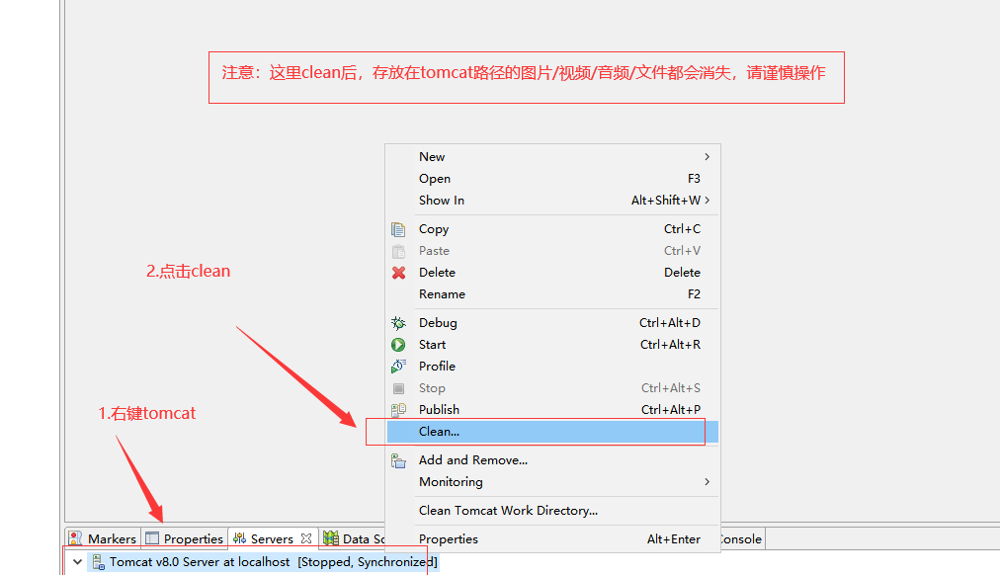 注意：这里clean后，存放在tomcat路径的图片/视频/音频/文件都会消失，请谨慎操作
New
Open F3
Show In Alt+Shift+W
Copy Ctrl+C
Paste Ctrl+V
2.点击clean
Delete Delete
Rename F2
Debug Ctrl+Alt+D
Start Ctrl+Alt+R
Profile
Stop Ctrl+Alt+S
1.右键tomcat
Publish Ctrl+Alt+P
Clean...
Add and Remove...
Monitoring
Clean Tomcat Work Directory...
Properties Alt+Enter
Markers Properties Servers Data So Console
Tomcat v8.0 Server at localhost [Stopped, Synchronized]